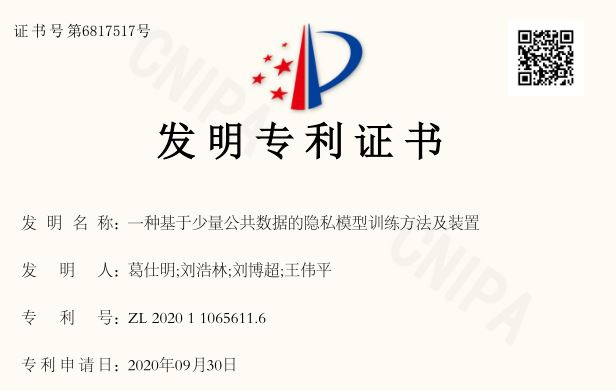 证书号第6817517号
CNIPA
发明专利证书
发明名称：一种基于少量公共数据的隐私模型训练方法及装置
发明人：葛仕明;刘浩林;刘博超;王伟平
CNIPA
专利号：ZL 2020 1 1065611.6
专利申请日：2020年09月30日